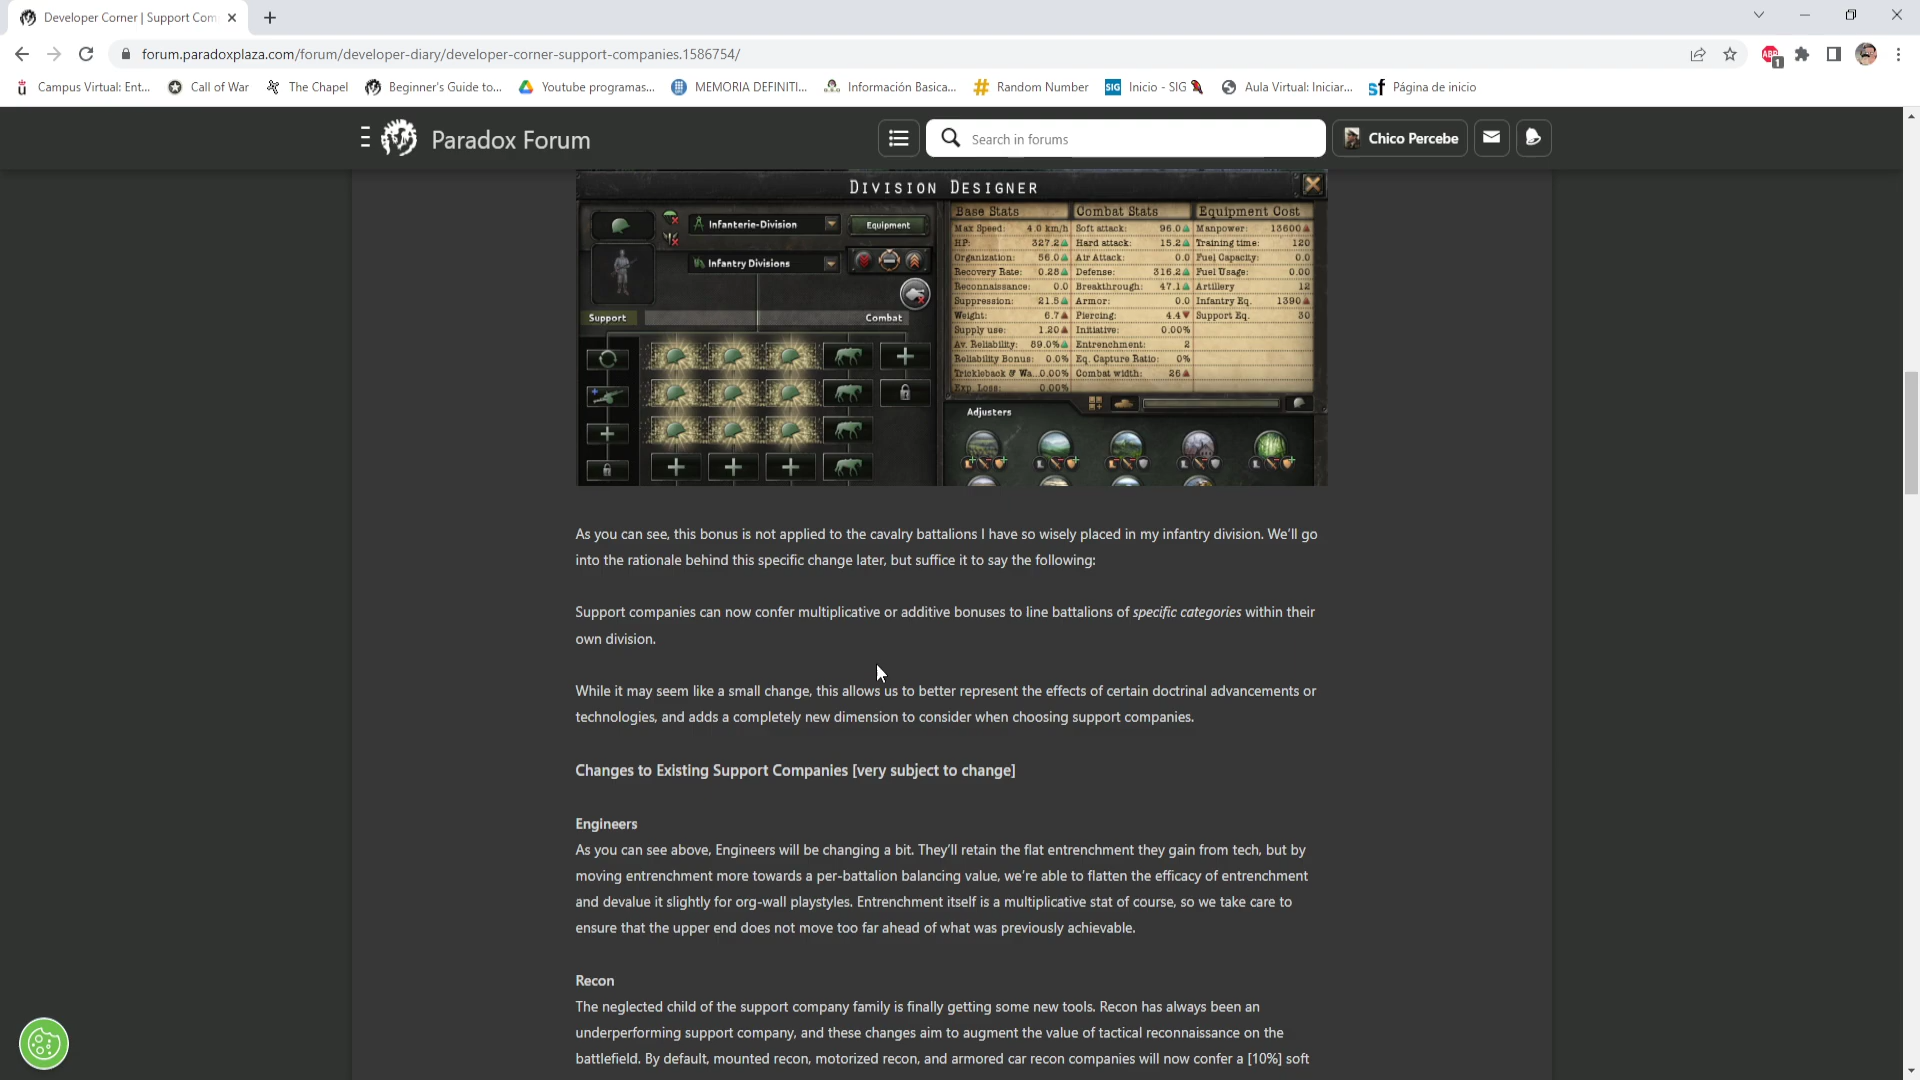 Developer Corner | Support Com
forum.paradoxplaza.com/forum/developer-diary/developer-corner-support-companies.1586754/
ABP
1
Campus Virtual: Ent...
Call of War
The Chapel
Beginner's Guide to...
Youtube programas...
MEMORIA DEFINITI...
Información Basica...
Random Number
SIG
Inicio - SIG
Aula Virtual: Iniciar...
sf
Página de inicio
Paradox Forum
Search in forums
Chico Percebe
Division Designer
Infanterie-Division
Equipment
Infantry Divisions
Support
Combat
Base Stats
Max Speed: 4.0 km/h
HP: 327.2
Organization: 56.0
Recovery Rate: 0.28
Reconnaissance: 0.0
Suppression: 21.5
Weight: 6.7
Supply use: 1.20
Av. Reliability: 89.0%
Reliability Bonus: 0.0%
Trickleback & Wa...0.00%
Exp. Loss: 0.00%
Combat Stats
Soft attack: 96.0
Hard attack: 15.2
Air Attack: 0.0
Defense: 316.2
Breakthrough: 47.1
Armor: 0.0
Piercing: 4.4
Initiative: 0.00%
Entrenchment: 2
Eq. Capture Ratio: 0%
Combat width: 26
Equipment Cost
Manpower: 13600
Training time: 120
Fuel Capacity: 0.0
Fuel Usage: 0.00
Artillery 12
Infantry Eq. 1390
Support Eq. 30
Adjusters
As you can see, this bonus is not applied to the cavalry battalions I have so wisely placed in my infantry division. We'll go
into the rationale behind this specific change later, but suffice it to say the following:
Support companies can now confer multiplicative or additive bonuses to line battalions of specific categories within their
own division.
While it may seem like a small change, this allows us to better represent the effects of certain doctrinal advancements or
technologies, and adds a completely new dimension to consider when choosing support companies.
Changes to Existing Support Companies [very subject to change]
Engineers
As you can see above, Engineers will be changing a bit. They'll retain the flat entrenchment they gain from tech, but by
moving entrenchment more towards a per-battalion balancing value, we're able to flatten the efficacy of entrenchment
and devalue it slightly for org-wall playstyles. Entrenchment itself is a multiplicative stat of course, so we take care to
ensure that the upper end does not move too far ahead of what was previously achievable.
Recon
The neglected child of the support company family is finally getting some new tools. Recon has always been an
underperforming support company, and these changes aim to augment the value of tactical reconnaissance on the
battlefield. By default, mounted recon, motorized recon, and armored car recon companies will now confer a [10%] soft